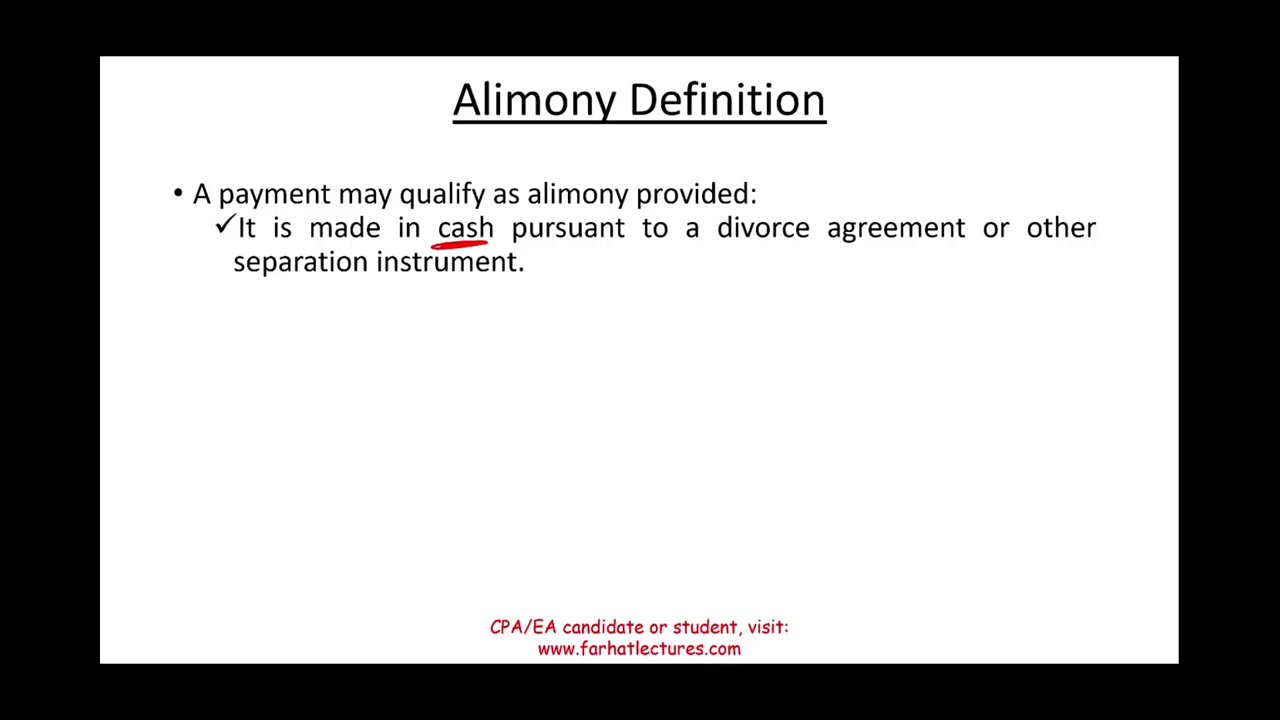 Alimony Definition
• A payment may qualify as alimony provided:
✓It is made in cash pursuant to a divorce agreement or other
separation instrument.
CPA/EA candidate or student, visit:
www.farhatlectures.com